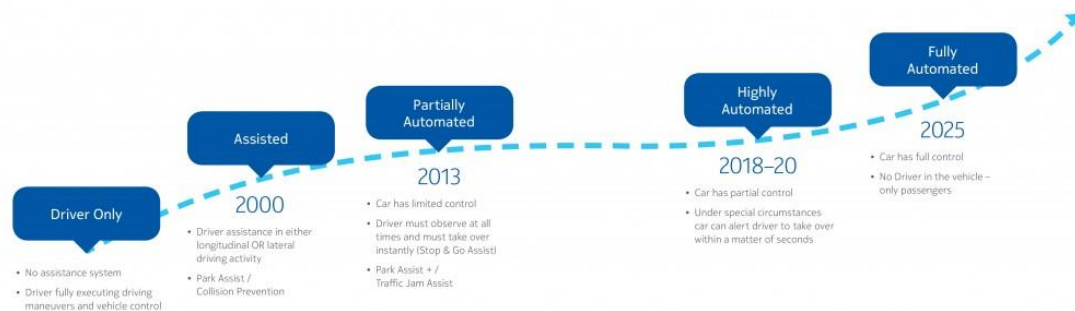 Driver Only
• No assistance system
• Driver fully executing driving
maneuvers and vehicle control
Assisted
2000
• Driver assistance in either
longitudinal OR lateral
driving activity
• Park Assist /
Collision Prevention
Partially
Automated
2013
• Car has limited control
• Driver must observe at all
times and must take over
instantly (Stop & Go Assist)
• Park Assist + /
Traffic Jam Assist
Highly
Automated
2018–20
• Car has partial control
• Under special circumstances
car can alert driver to take over
within a matter of seconds
Fully
Automated
2025
• Car has full control
• No Driver in the vehicle –
only passengers